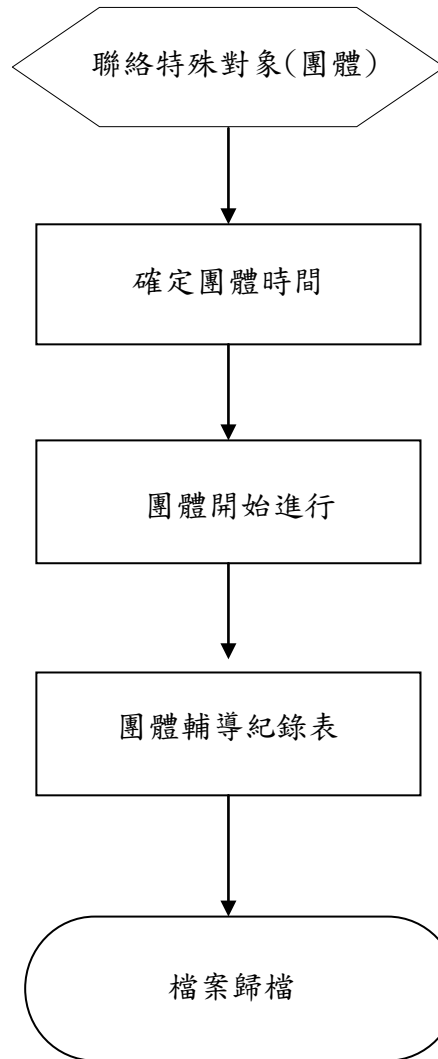 聯絡特殊對象(團體)
確定團體時間
團體開始進行
團體輔導紀錄表
檔案歸檔